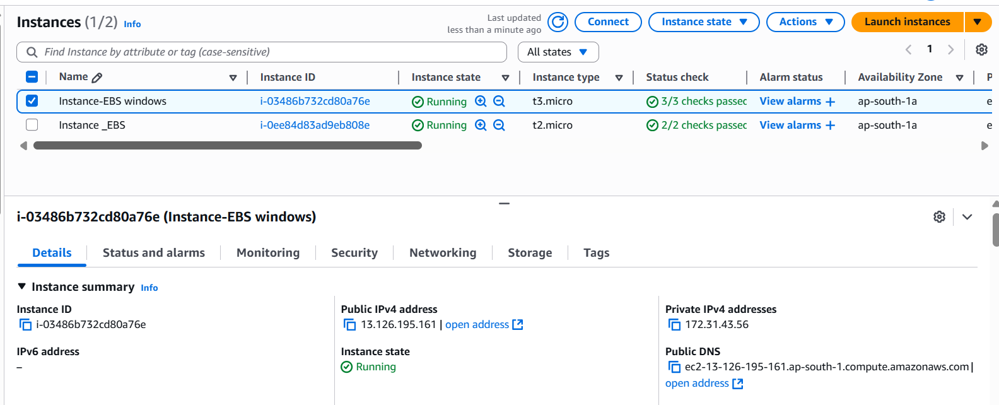 Instances (1/2) Info
Last updated
less than a minute ago
Connect Instance state Actions Launch instances
Find Instance by attribute or tag (case-sensitive) All states 1
Name Instance ID Instance state Instance type Status check Alarm status Availability Zone P
Instance-EBS windows i-03486b732cd80a76e Running t3.micro 3/3 checks passec View alarms + ap-south-1a e
Instance _EBS i-0ee84d83ad9eb808e Running t2.micro 2/2 checks passec View alarms + ap-south-1a e
i-03486b732cd80a76e (Instance-EBS windows)
Details Status and alarms Monitoring Security Networking Storage Tags
Instance summary Info
Instance ID Public IPv4 address Private IPv4 addresses
i-03486b732cd80a76e 13.126.195.161 | open address 172.31.43.56
IPv6 address Instance state Public DNS
– Running ec2-13-126-195-161.ap-south-1.compute.amazonaws.com |
open address